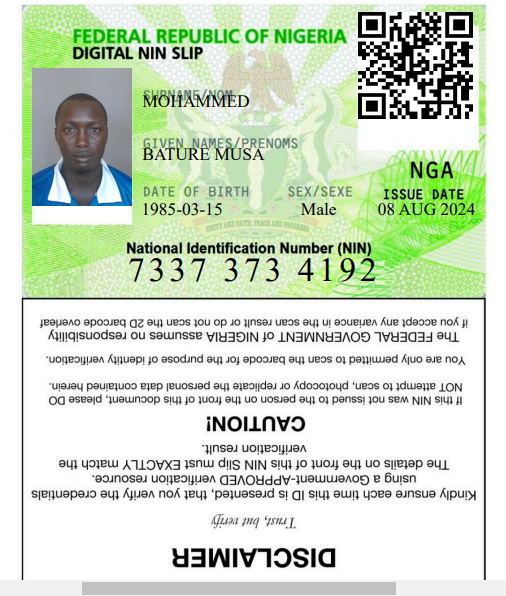 FEDERAL REPUBLIC OF NIGERIA
DIGITAL NIN SLIP
SURNAME/NOM
MOHAMMED
GIVEN NAMES/PRENOMS
BATURE MUSA
DATE OF BIRTH SEX/SEXE
1985-03-15 Male
NGA
ISSUE DATE
08 AUG 2024
UNITY AND FAITH, PEACE AND PROGRESS
National Identification Number (NIN)
7337 373 4192
DISCLAIMER
Trust, but verify
Kindly ensure each time this ID is presented, that you verify the credentials
using a Government-APPROVED verification resource.
The details on the front of this NIN Slip must EXACTLY match the
verification result.
CAUTION!
If this NIN was not issued to the person on the front of this document, please DO
NOT attempt to scan, photocopy or replicate the personal data contained herein.
You are only permitted to scan the barcode for the purpose of identity verification.
The FEDERAL GOVERNMENT of NIGERIA assumes no responsibility
if you accept any variance in the scan result or do not scan the 2D barcode overleaf